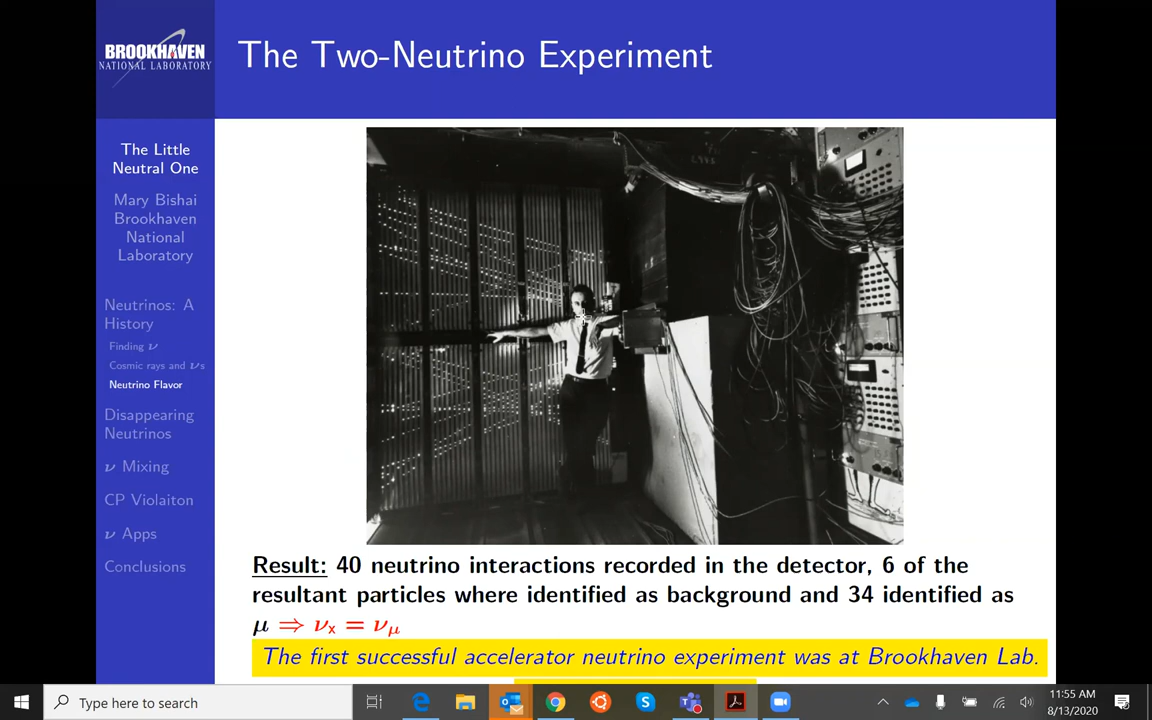 BROOKHAVEN
NATIONAL LABORATORY
The Two-Neutrino Experiment
The Little
Neutral One
Mary Bishai
Brookhaven
National
Laboratory
Neutrinos: A
History
Finding ν
Cosmic rays and νs
Neutrino Flavor
Disappearing
Neutrinos
ν Mixing
CP Violaiton
ν Apps
Conclusions
Result: 40 neutrino interactions recorded in the detector, 6 of the
resultant particles where identified as background and 34 identified as
μ ⇒ νx = νμ
The first successful accelerator neutrino experiment was at Brookhaven Lab.
Type here to search
11:55 AM
8/13/2020